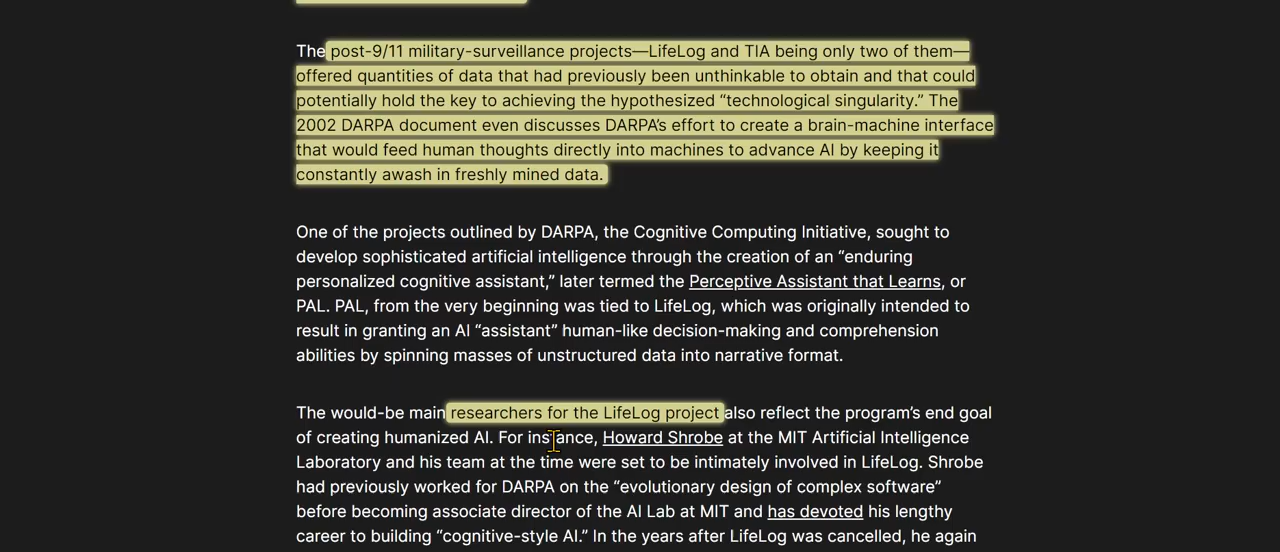 The post-9/11 military-surveillance projects—LifeLog and TIA being only two of them—
offered quantities of data that had previously been unthinkable to obtain and that could
potentially hold the key to achieving the hypothesized “technological singularity.” The
2002 DARPA document even discusses DARPA’s effort to create a brain-machine interface
that would feed human thoughts directly into machines to advance AI by keeping it
constantly awash in freshly mined data.
One of the projects outlined by DARPA, the Cognitive Computing Initiative, sought to
develop sophisticated artificial intelligence through the creation of an “enduring
personalized cognitive assistant,” later termed the Perceptive Assistant that Learns, or
PAL. PAL, from the very beginning was tied to LifeLog, which was originally intended to
result in granting an AI “assistant” human-like decision-making and comprehension
abilities by spinning masses of unstructured data into narrative format.
The would-be main researchers for the LifeLog project also reflect the program’s end goal
of creating humanized AI. For instance, Howard Shrobe at the MIT Artificial Intelligence
Laboratory and his team at the time were set to be intimately involved in LifeLog. Shrobe
had previously worked for DARPA on the “evolutionary design of complex software”
before becoming associate director of the AI Lab at MIT and has devoted his lengthy
career to building “cognitive-style AI.” In the years after LifeLog was cancelled, he again